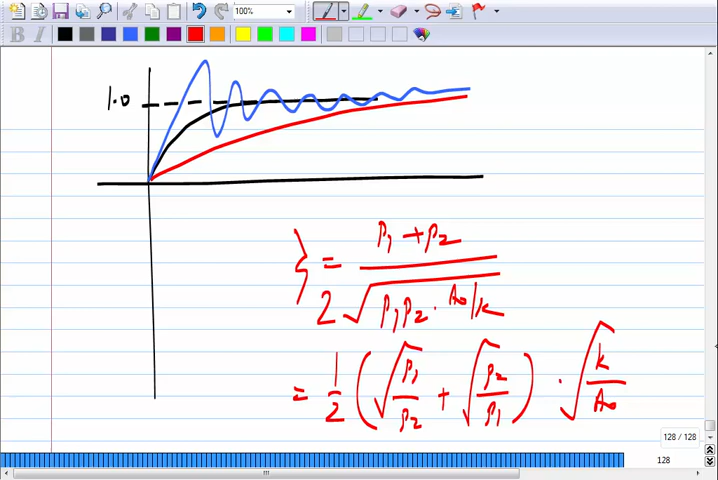 100%
B I
1.0
ζ = p₁ + p₂ / 2 √(p₁p₂ · A₀/k)
= 1/2 (√(p₁/p₂) + √(p₂/p₁)) · √(k/A₀)
128 / 128
128